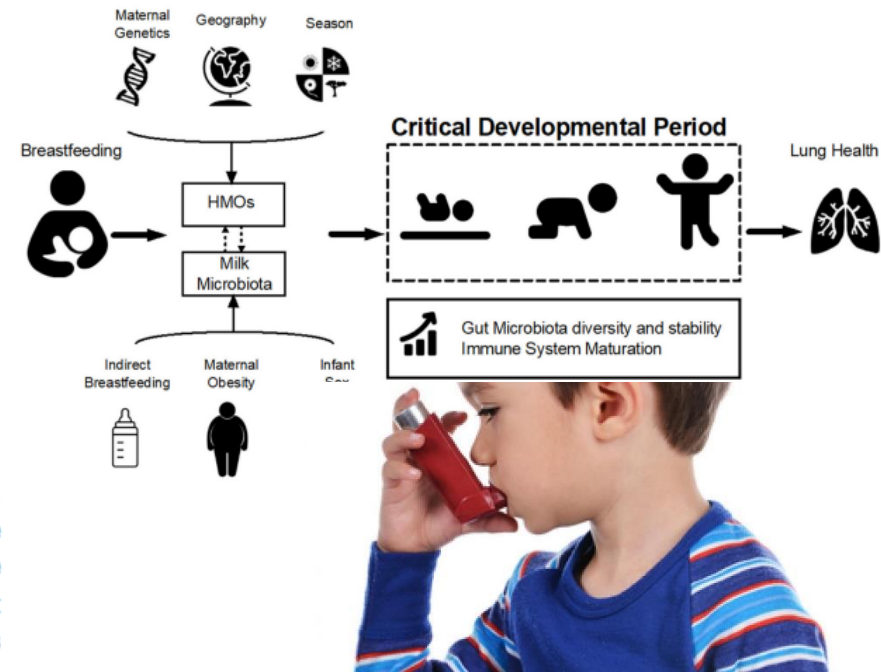 Maternal
Genetics
Geography
Season
Breastfeeding
HMOs
Milk
Microbiota
Critical Developmental Period
Lung Health
Gut Microbiota diversity and stability
Immune System Maturation
Indirect
Breastfeeding
Maternal
Obesity
Infant